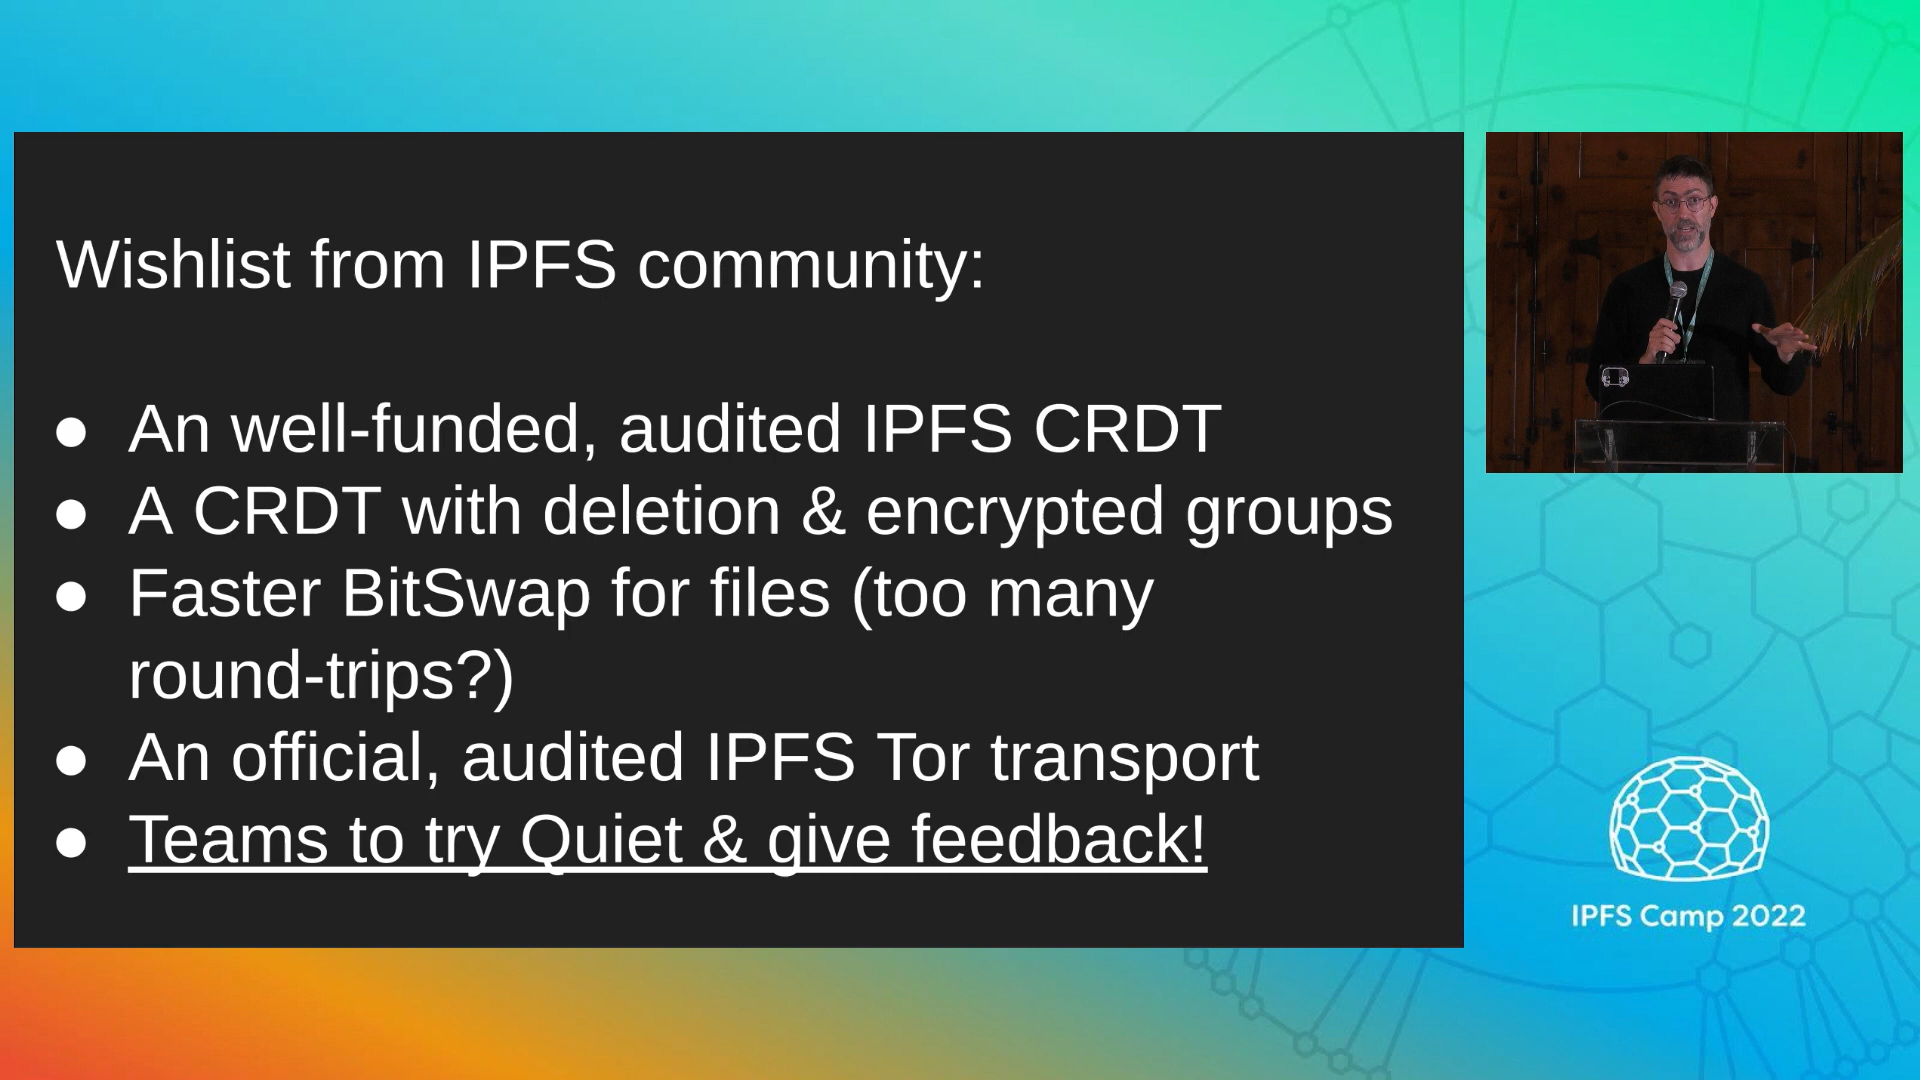 Wishlist from IPFS community:
● An well-funded, audited IPFS CRDT
● A CRDT with deletion & encrypted groups
● Faster BitSwap for files (too many
round-trips?)
● An official, audited IPFS Tor transport
● Teams to try Quiet & give feedback!
IPFS Camp 2022